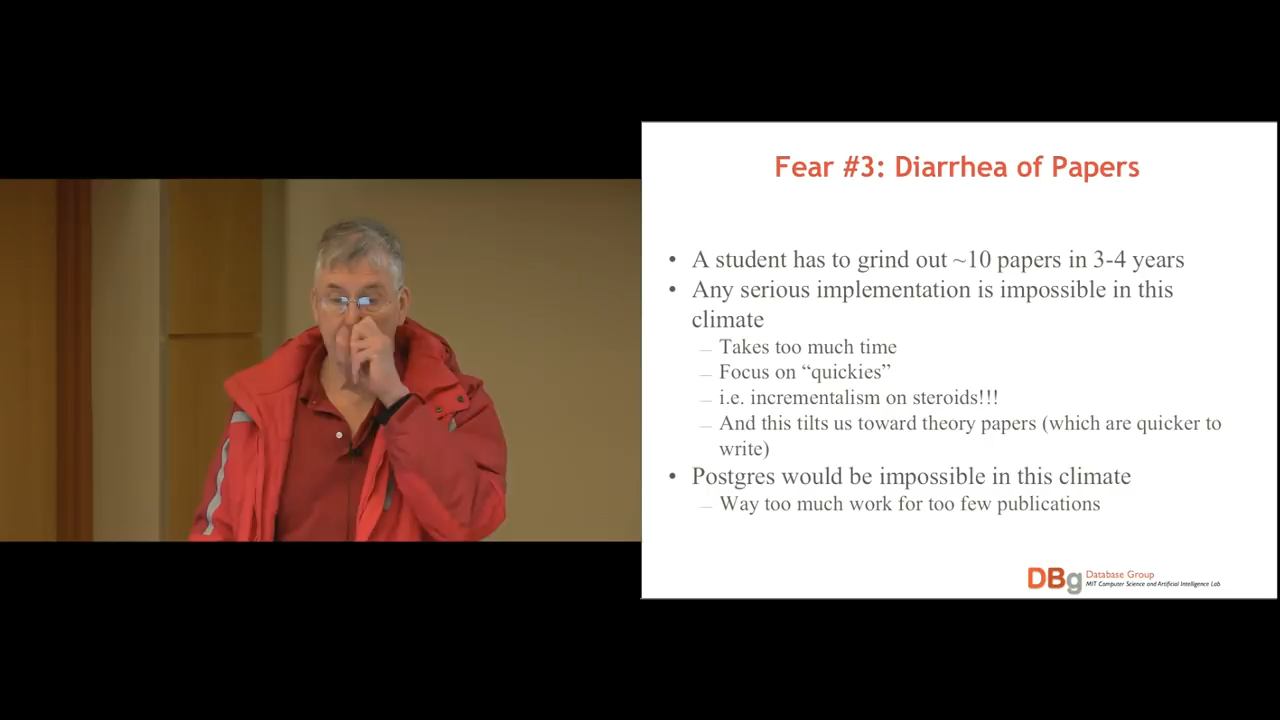 Fear #3: Diarrhea of Papers
• A student has to grind out ~10 papers in 3-4 years
• Any serious implementation is impossible in this
climate
— Takes too much time
— Focus on “quickies”
— i.e. incrementalism on steroids!!!
— And this tilts us toward theory papers (which are quicker to
write)
• Postgres would be impossible in this climate
— Way too much work for too few publications
DBg Database Group
MIT Computer Science and Artificial Intelligence Lab